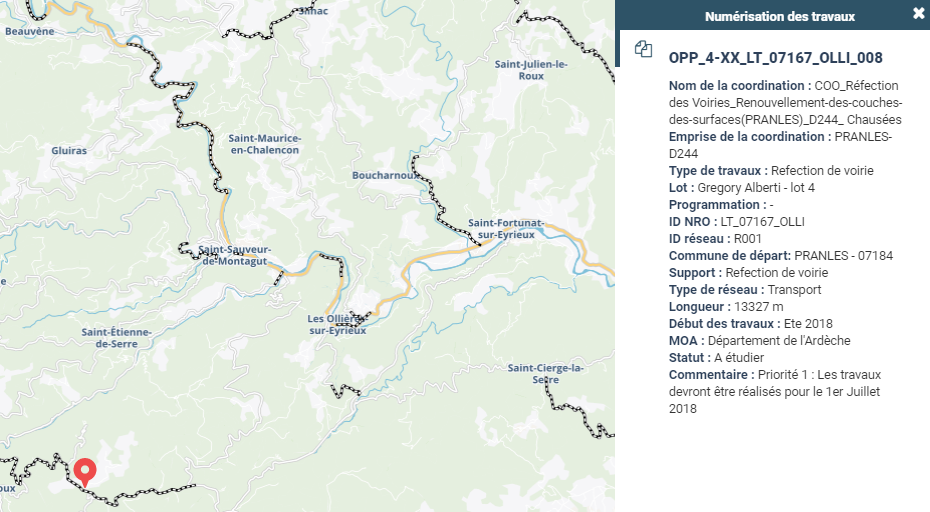 Silhac
Beauvène
Saint-Julien-le-
Roux
Saint-Maurice-
en-Chalencon
Gluiras
Boucharnoux
Saint-Fortunat-
sur-Eyrieux
Saint-Sauveur-
de-Montagut
e
Les Ollières-
sur-Eyrieux
Saint-Étienne-
de-Serre
Saint-Cierge-la-
Serre
oux
Numérisation des travaux
OPP_4-XX_LT_07167_OLLI_008
Nom de la coordination : COO_Réfection
des Voiries_Renouvellement-des-couches-
des-surfaces(PRANLES)_D244_ Chausées
Emprise de la coordination : PRANLES-
D244
Type de travaux : Refection de voirie
Lot : Gregory Alberti - lot 4
Programmation : -
ID NRO : LT_07167_OLLI
ID réseau : R001
Commune de départ: PRANLES - 07184
Support : Refection de voirie
Type de réseau : Transport
Longueur : 13327 m
Début des travaux : Ete 2018
MOA : Département de l'Ardèche
Statut : A étudier
Commentaire : Priorité 1 : Les travaux
devront être réalisés pour le 1er Juillet
2018